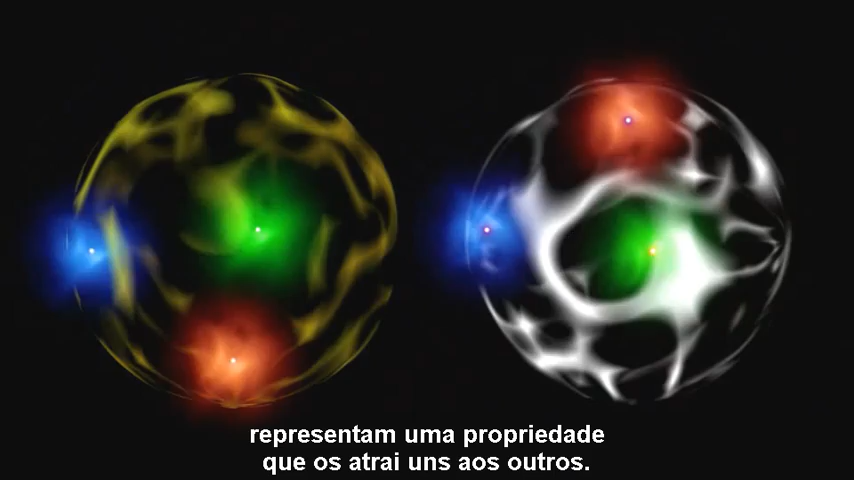 representam uma propriedade
que os atrai uns aos outros.